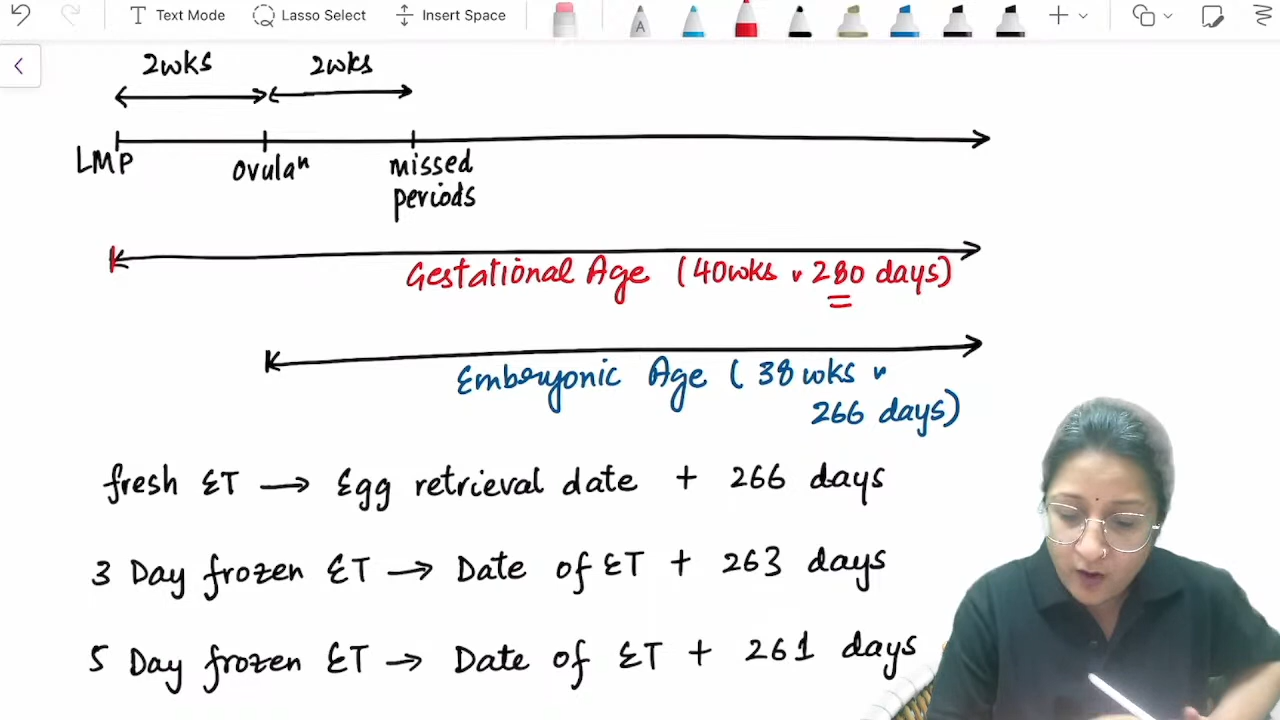 Text Mode Lasso Select Insert Space
A
2wks 2wks
LMP ovulaⁿ missed
periods
Gestational Age (40wks v 280 days)
Embryonic Age (38 wks v
266 days)
fresh ET → Egg retrieval date + 266 days
3 Day frozen ET → Date of ET + 263 days
5 Day frozen ET → Date of ET + 261 days